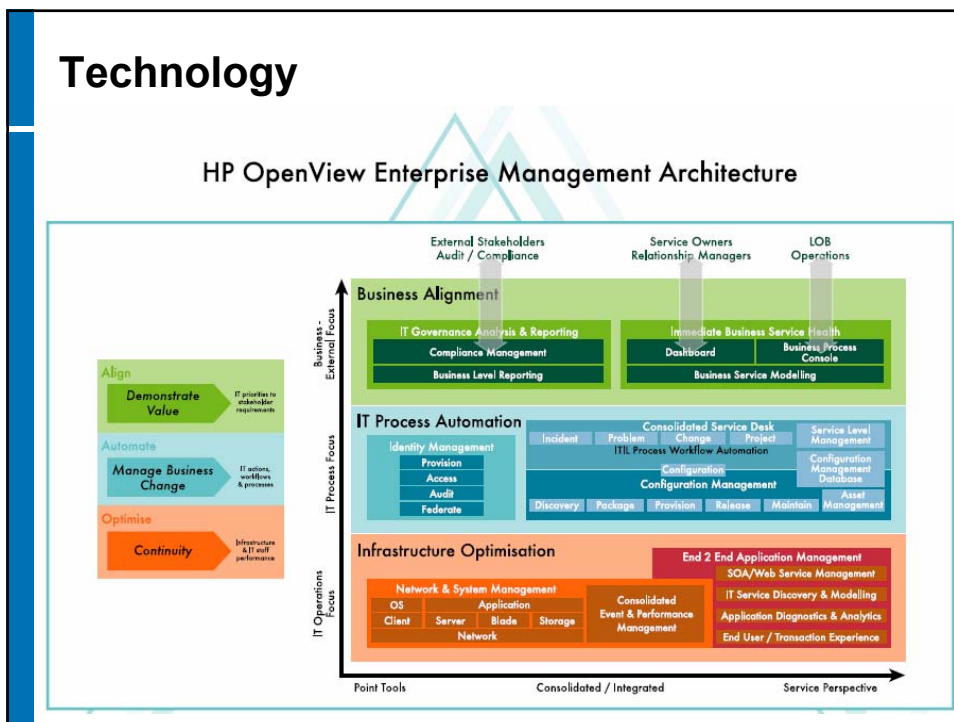 Technology
HP OpenView Enterprise Management Architecture
External Stakeholders
Audit / Compliance
Service Owners
Relationship Managers
LOB
Operations
Business -
External Focus
Business Alignment
IT Governance Analysis & Reporting
Compliance Management
Business Level Reporting
Immediate Business Service Health
Dashboard
Business Process
Console
Business Service Modelling
Align
Demonstrate
Value
IT priorities to
stakeholder
requirements
Automate
Manage Business
Change
IT actions,
workflows
& processes
Optimise
Continuity
Infrastructure
& IT staff
performance
IT Process Focus
IT Process Automation
Identity Management
Provision
Access
Audit
Federate
Consolidated Service Desk
Incident
Problem
Change
Project
ITIL Process Workflow Automation
Service Level
Management
Configuration
Management
Database
Configuration
Configuration Management
Asset
Management
Discovery
Package
Provision
Release
Maintain
IT Operations
Focus
Infrastructure Optimisation
Network & System Management
OS
Application
Client
Server
Blade
Storage
Network
Consolidated
Event & Performance
Management
End 2 End Application Management
SOA/Web Service Management
IT Service Discovery & Modelling
Application Diagnostics & Analytics
End User / Transaction Experience
Point Tools
Consolidated / Integrated
Service Perspective